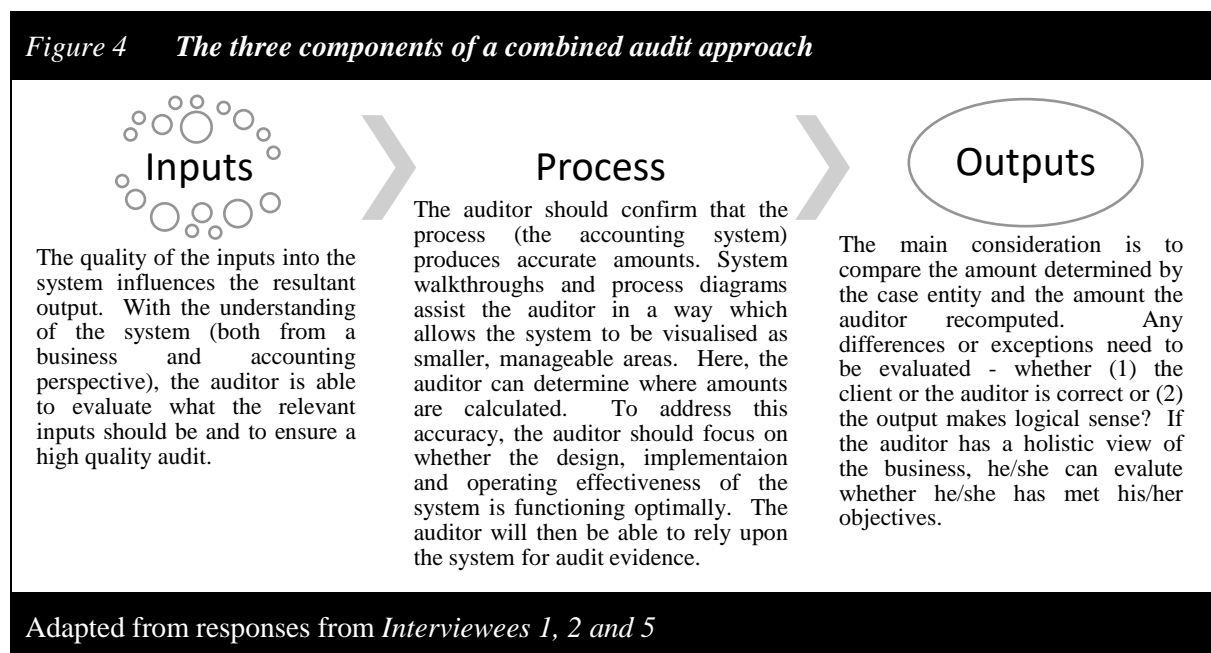 Figure 4 The three components of a combined audit approach
Inputs
The quality of the inputs into the
system influences the resultant
output. With the understanding
of the system (both from a
business and accounting
perspective), the auditor is able
to evaluate what the relevant
inputs should be and to ensure a
high quality audit.
Process
The auditor should confirm that the
process (the accounting system)
produces accurate amounts. System
walkthroughs and process diagrams
assist the auditor in a way which
allows the system to be visualised as
smaller, manageable areas. Here, the
auditor can determine where amounts
are calculated. To address this
accuracy, the auditor should focus on
whether the design, implementaion
and operating effectiveness of the
system is functioning optimally. The
auditor will then be able to rely upon
the system for audit evidence.
Outputs
The main consideration is to
compare the amount determined by
the case entity and the amount the
auditor recomputed. Any
differences or exceptions need to
be evaluated - whether (1) the
client or the auditor is correct or (2)
the output makes logical sense? If
the auditor has a holistic view of
the business, he/she can evalute
whether he/she has met his/her
objectives.
Adapted from responses from Interviewees 1, 2 and 5